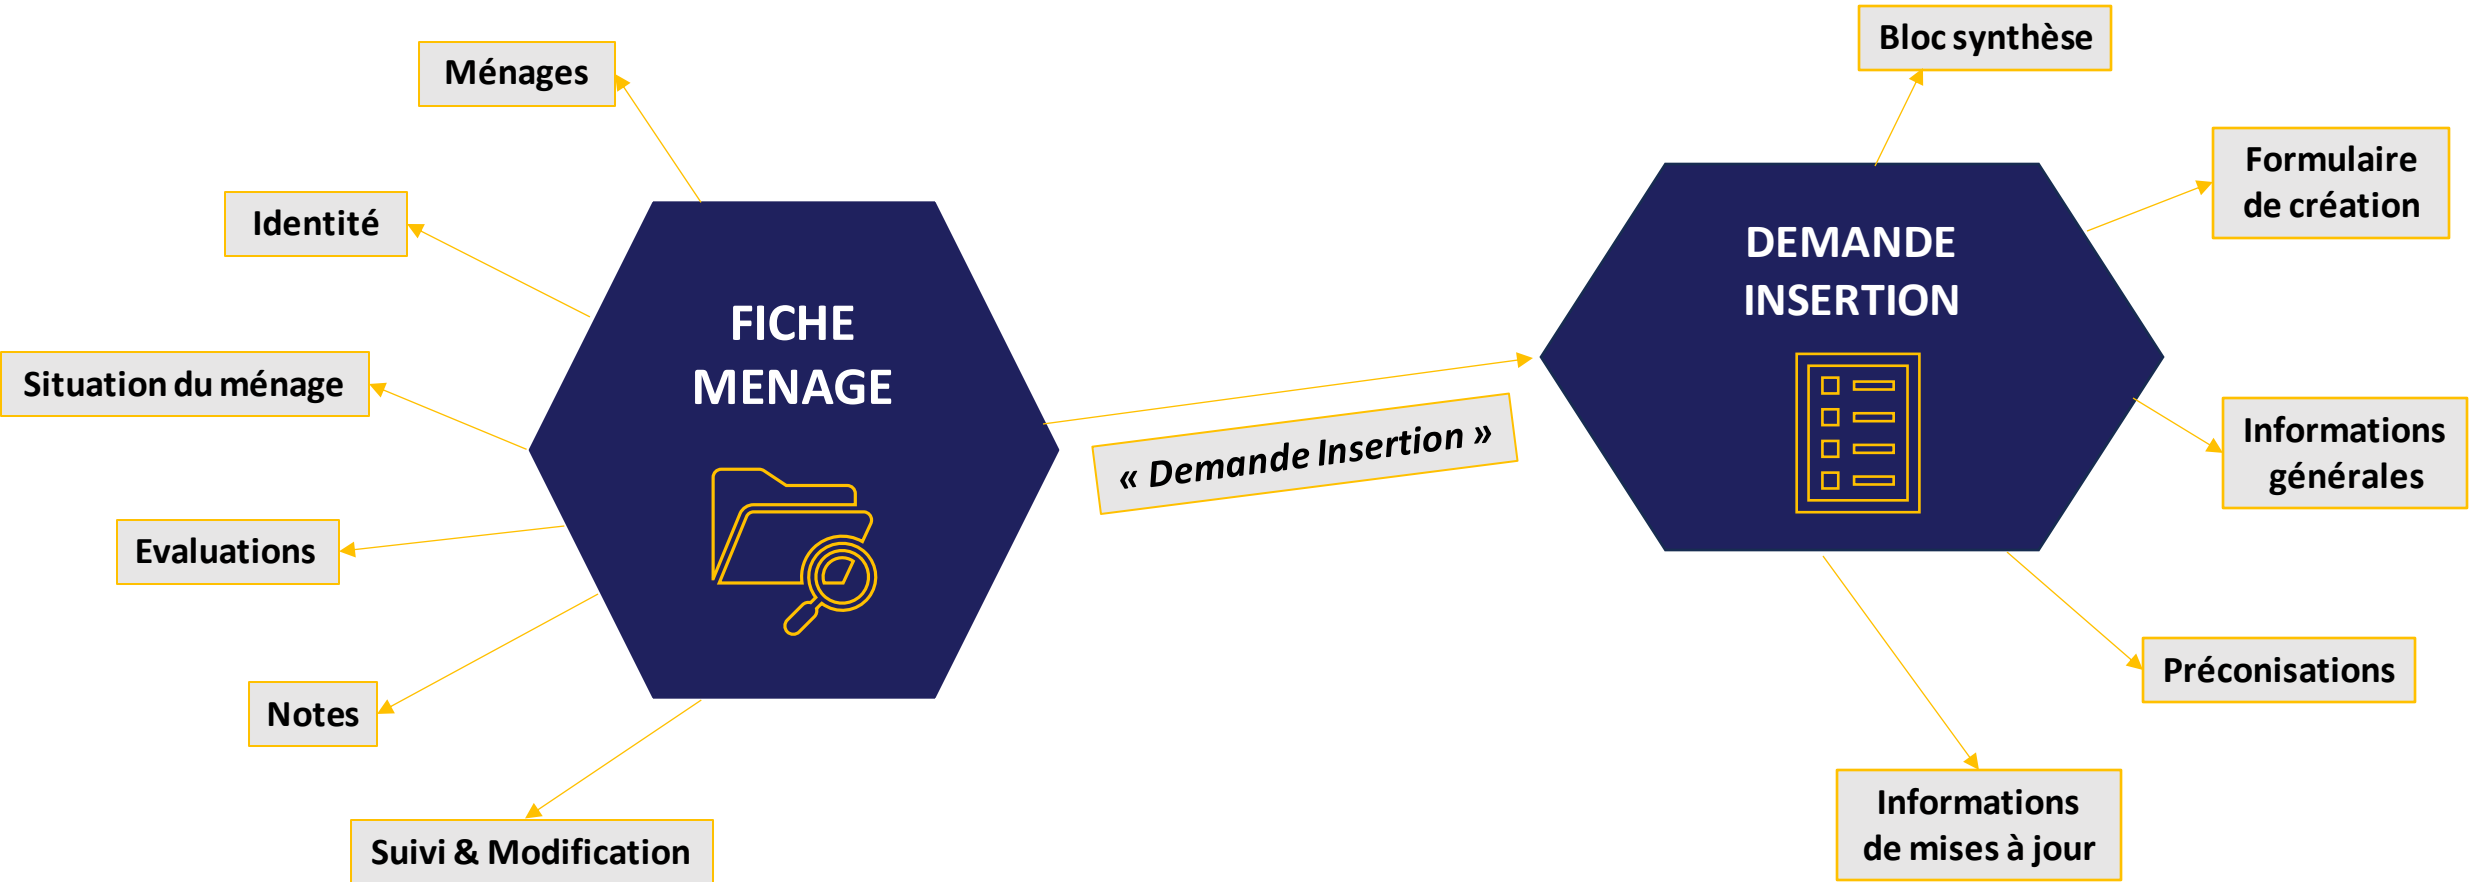 Ménages
Identité
Situation du ménage
Evaluations
Notes
Suivi & Modification
FICHE
MENAGE
« Demande Insertion »
DEMANDE
INSERTION
Bloc synthèse
Formulaire
de création
Informations
générales
Préconisations
Informations
de mises à jour